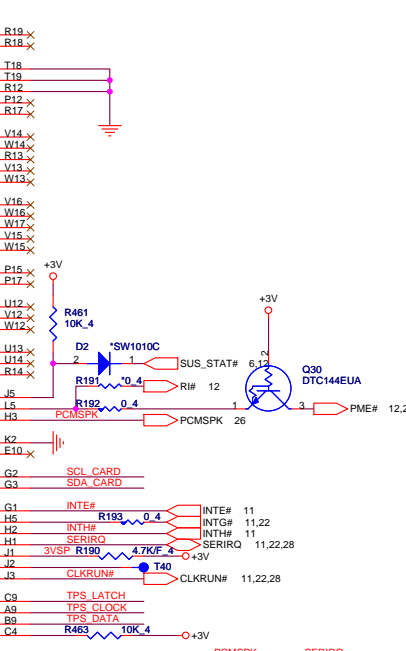 R19
R18
T18
T19
R12
P12
R17
V14
W14
R13
V13
W13
V16
W16
W17
V15
W15
P15
P17
+3V
+3V
U12
V12
W12
R461
10K_4
U13
U14
R14
D2 *SW1010C
2 1 SUS_STAT# 6,12
2
Q30
DTC144EUA
R191 *0_4 RI# 12
J5
L5 R192 0_4 1 3 PME#
H3 PCMSPK PCMSPK 26
K2
E10
G2 SCL_CARD
G3 SDA_CARD
G1 INTE# INTE# 11
H5 R193 0_4 INTG# 11,22
H2 INTH# INTH# 11
H1 SERIRQ SERIRQ 11,22,28
J1 3VSP R190 4.7K/F_4 +3V
J2 T40
J3 CLKRUN# CLKRUN# 11,22,28
C9 TPS_LATCH
A9 TPS_CLOCK
B9 TPS_DATA
C4 R463 10K_4 +3V